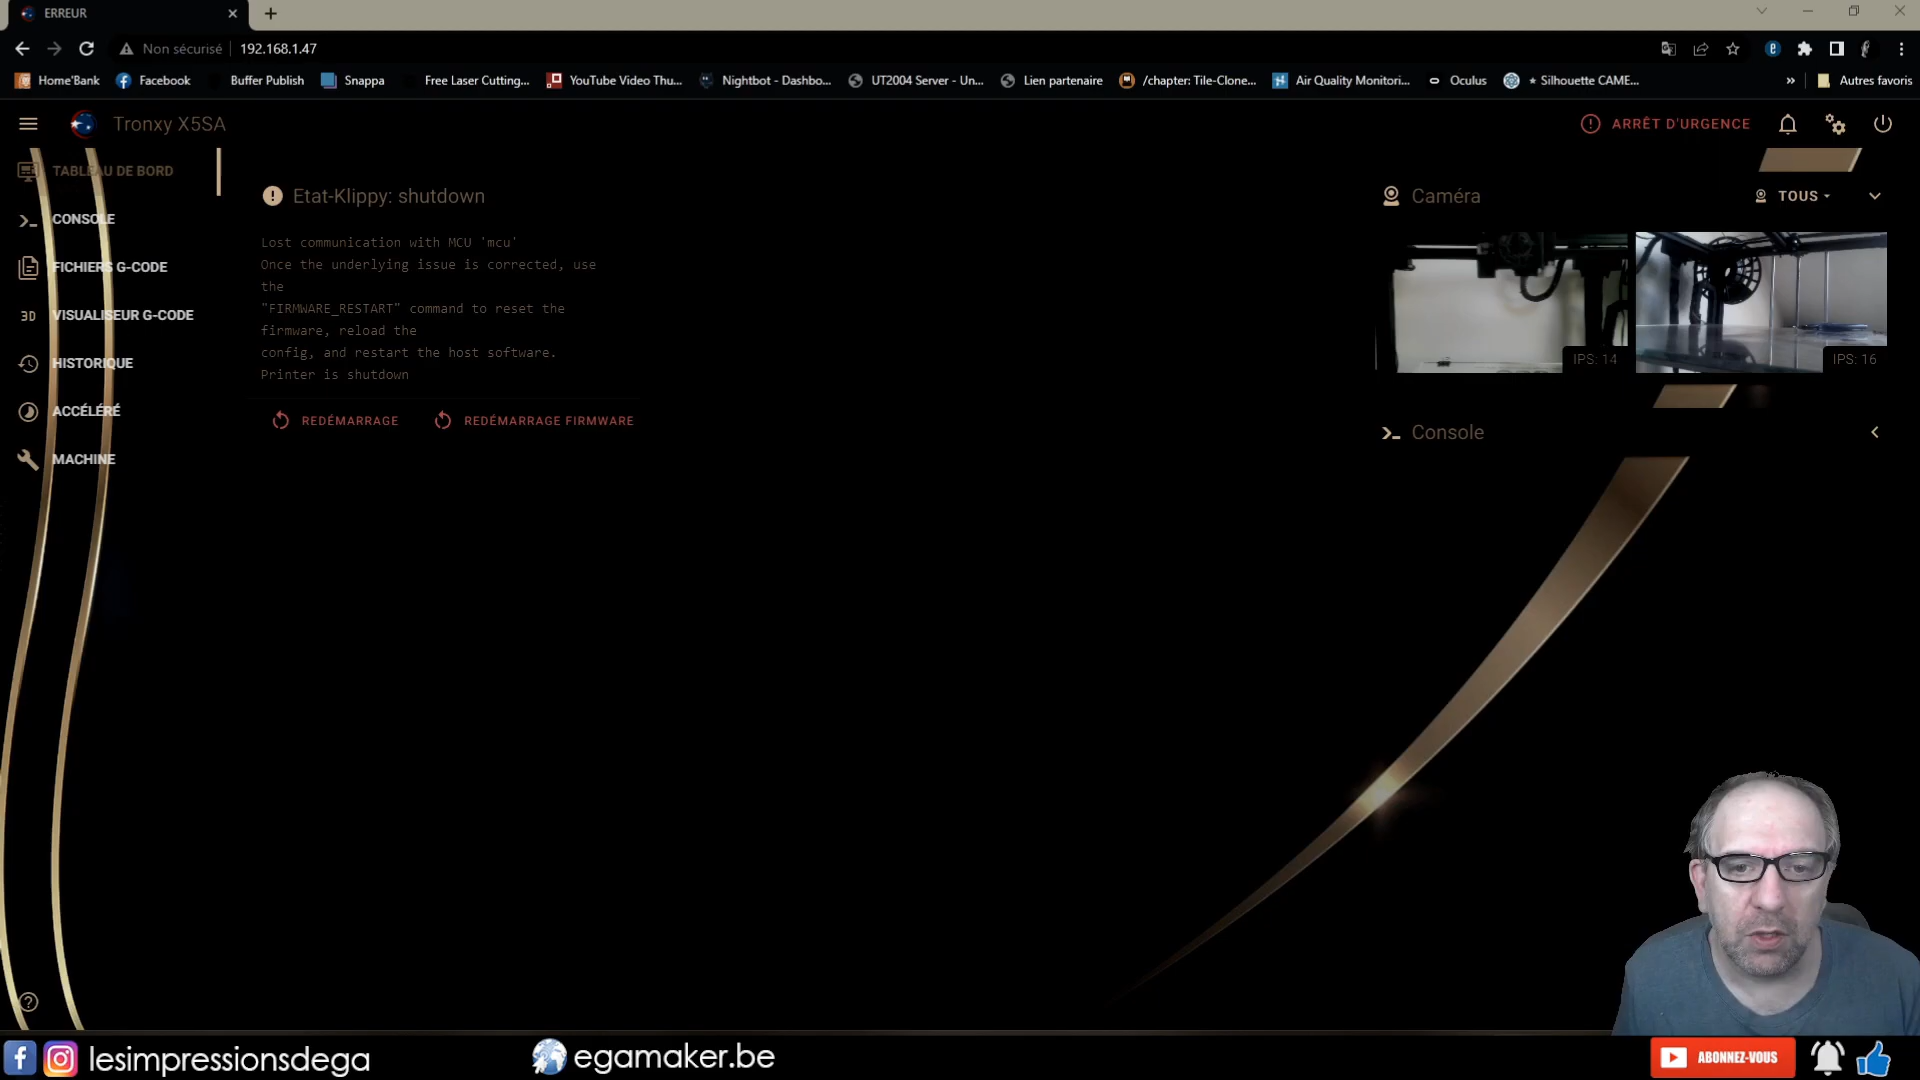 ERREUR
Non sécurisé 192.168.1.47
Home'Bank Facebook Buffer Publish Snappa Free Laser Cutting... YouTube Video Thu... Nightbot - Dashbo... UT2004 Server - Un... Lien partenaire /chapter: Tile-Clone... Air Quality Monitori... Oculus Silhouette CAME... » Autres favoris
Tronxy X5SA
ARRÊT D'URGENCE
TABLEAU DE BORD
CONSOLE
FICHIERS G-CODE
3D VISUALISEUR G-CODE
HISTORIQUE
ACCÉLÉRÉ
MACHINE
Etat-Klippy: shutdown
Lost communication with MCU 'mcu'
Once the underlying issue is corrected, use
the
"FIRMWARE_RESTART" command to reset the
firmware, reload the
config, and restart the host software.
Printer is shutdown
REDÉMARRAGE REDÉMARRAGE FIRMWARE
Caméra TOUS
IPS: 14 IPS: 16
Console
lesimpressionsdega egamaker.be ABONNEZ-VOUS